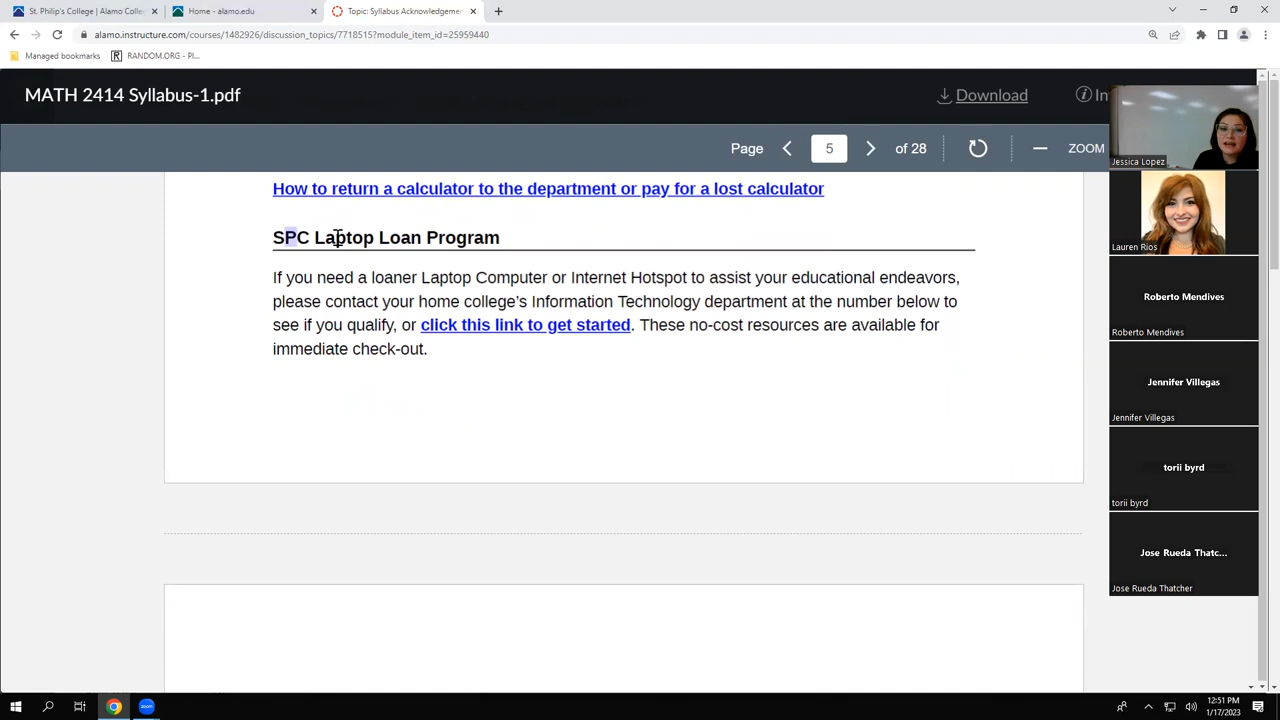 St. Philip's College | Alamo Colleg
Home - alamo.edu
Topic: Syllabus Acknowledgemer
alamo.instructure.com/courses/1482926/discussion_topics/7718515?module_item_id=25959440
Managed bookmarks
RANDOM.ORG - Pl...
MATH 2414 Syllabus-1.pdf
Download
In
Page
5
of 28
ZOOM
How to return a calculator to the department or pay for a lost calculator
SPC Laptop Loan Program
If you need a loaner Laptop Computer or Internet Hotspot to assist your educational endeavors,
please contact your home college's Information Technology department at the number below to
see if you qualify, or click this link to get started. These no-cost resources are available for
immediate check-out.
Jessica Lopez
Lauren Rios
Roberto Mendives
Roberto Mendives
Jennifer Villegas
Jennifer Villegas
torii byrd
torii byrd
Jose Rueda Thatc...
Jose Rueda Thatcher
12:51 PM
1/17/2023